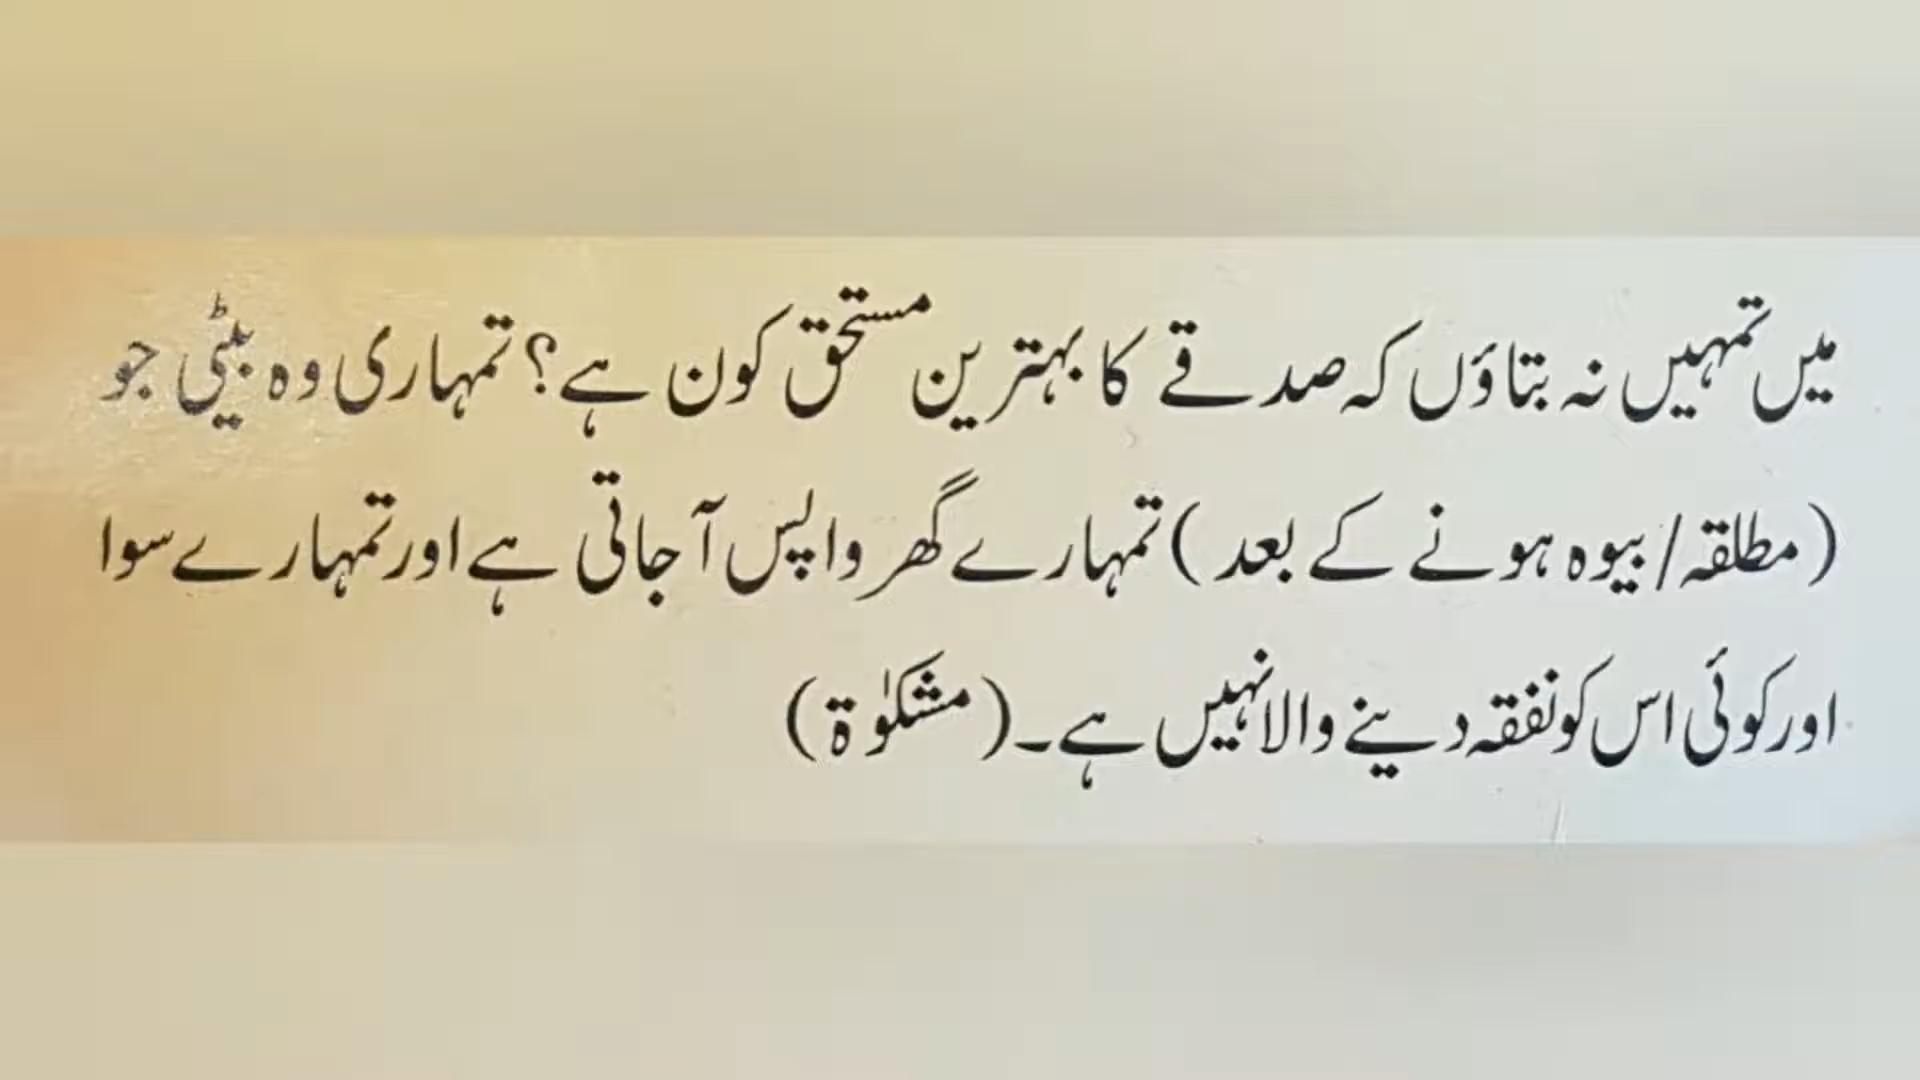 میں تمہیں نہ بتاؤں کہ صدقے کا بہترین مستحق کون ہے؟ تمہاری وہ بیٹی جو
(مطلقہ/بیوہ ہونے کے بعد) تمہارے گھر واپس آجاتی ہے اور تمہارے سوا
اور کوئی اس کو نفقہ دینے والا نہیں ہے۔ (مشکوٰۃ)